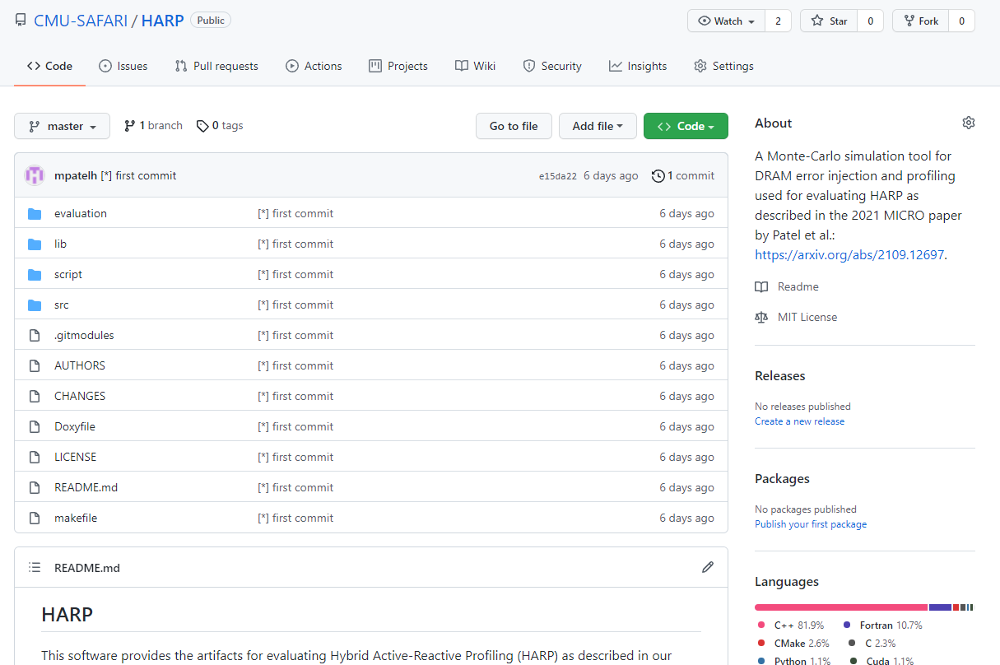 CMU-SAFARI / HARP Public
Watch 2 Star 0 Fork 0
Code Issues Pull requests Actions Projects Wiki Security Insights Settings
master 1 branch 0 tags Go to file Add file Code
mpatelh [*] first commit e15da22 6 days ago 1 commit
evaluation [*] first commit 6 days ago
lib [*] first commit 6 days ago
script [*] first commit 6 days ago
src [*] first commit 6 days ago
.gitmodules [*] first commit 6 days ago
AUTHORS [*] first commit 6 days ago
CHANGES [*] first commit 6 days ago
Doxyfile [*] first commit 6 days ago
LICENSE [*] first commit 6 days ago
README.md [*] first commit 6 days ago
makefile [*] first commit 6 days ago
README.md
HARP
This software provides the artifacts for evaluating Hybrid Active-Reactive Profiling (HARP) as described in our
About
A Monte-Carlo simulation tool for
DRAM error injection and profiling
used for evaluating HARP as
described in the 2021 MICRO paper
by Patel et al.:
https://arxiv.org/abs/2109.12697.
Readme
MIT License
Releases
No releases published
Create a new release
Packages
No packages published
Publish your first package
Languages
C++ 81.9% Fortran 10.7%
CMake 2.6% C 2.3%
Python 1.1% Cuda 1.1%